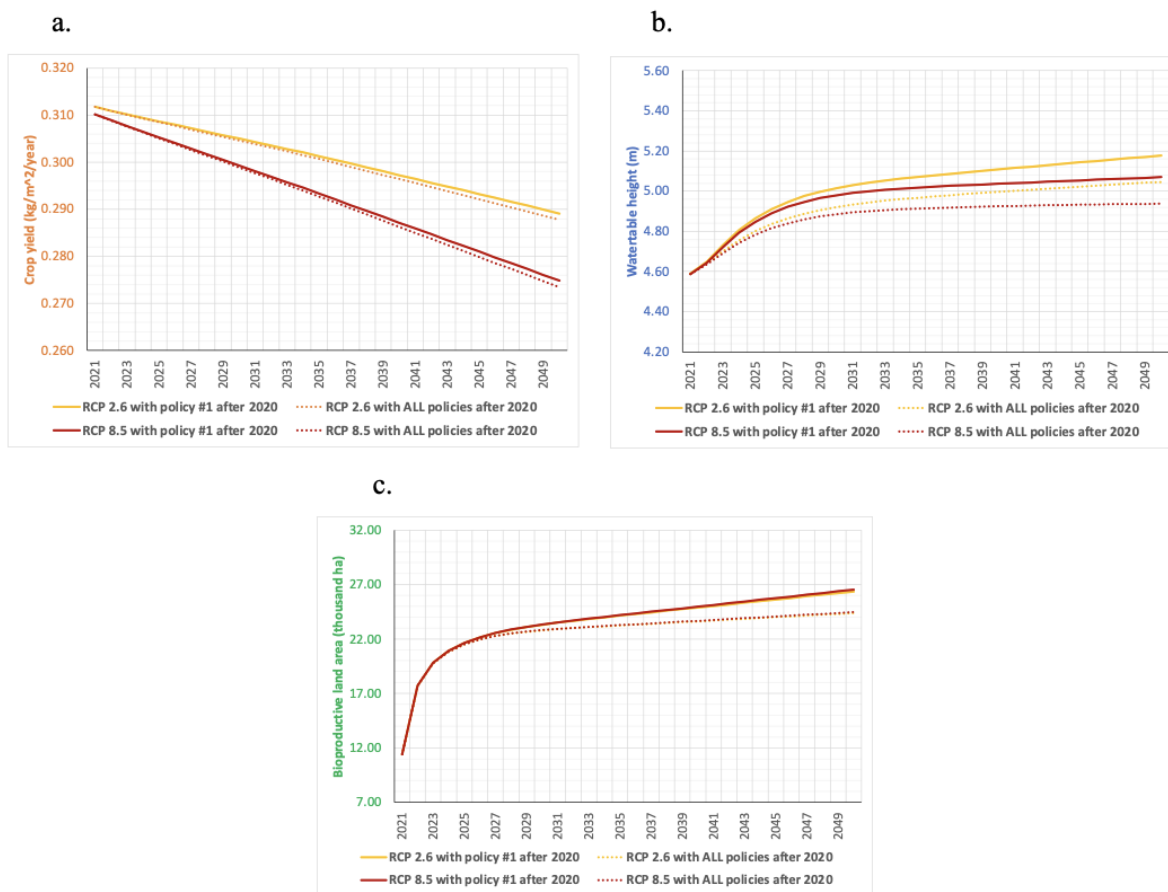 a.
Crop yield (kg/m^2/year)
0.320
0.310
0.300
0.290
0.280
0.270
0.260
2021 2023 2025 2027 2029 2031 2033 2035 2037 2039 2041 2043 2045 2047 2049
RCP 2.6 with policy #1 after 2020 RCP 2.6 with ALL policies after 2020
RCP 8.5 with policy #1 after 2020 RCP 8.5 with ALL policies after 2020
b.
Watertable height (m)
5.60
5.40
5.20
5.00
4.80
4.60
4.40
4.20
2021 2023 2025 2027 2029 2031 2033 2035 2037 2039 2041 2043 2045 2047 2049
RCP 2.6 with policy #1 after 2020 RCP 2.6 with ALL policies after 2020
RCP 8.5 with policy #1 after 2020 RCP 8.5 with ALL policies after 2020
c.
Bioproductive land area (thousand ha)
32.00
27.00
22.00
17.00
12.00
7.00
2021 2023 2025 2027 2029 2031 2033 2035 2037 2039 2041 2043 2045 2047 2049
RCP 2.6 with policy #1 after 2020 RCP 2.6 with ALL policies after 2020
RCP 8.5 with policy #1 after 2020 RCP 8.5 with ALL policies after 2020